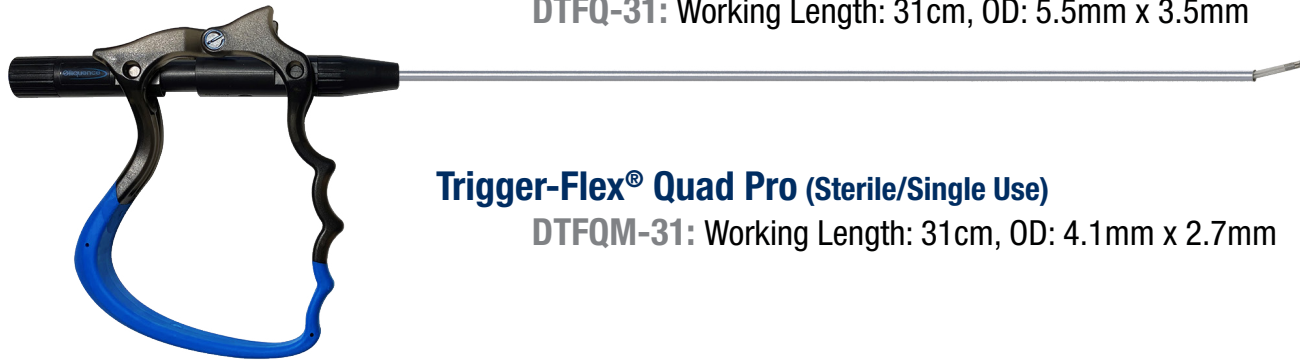 DTFQ-31: Working Length: 31cm, OD: 5.5mm x 3.5mm
Trigger-Flex® Quad Pro (Sterile/Single Use)
DTFQM-31: Working Length: 31cm, OD: 4.1mm x 2.7mm